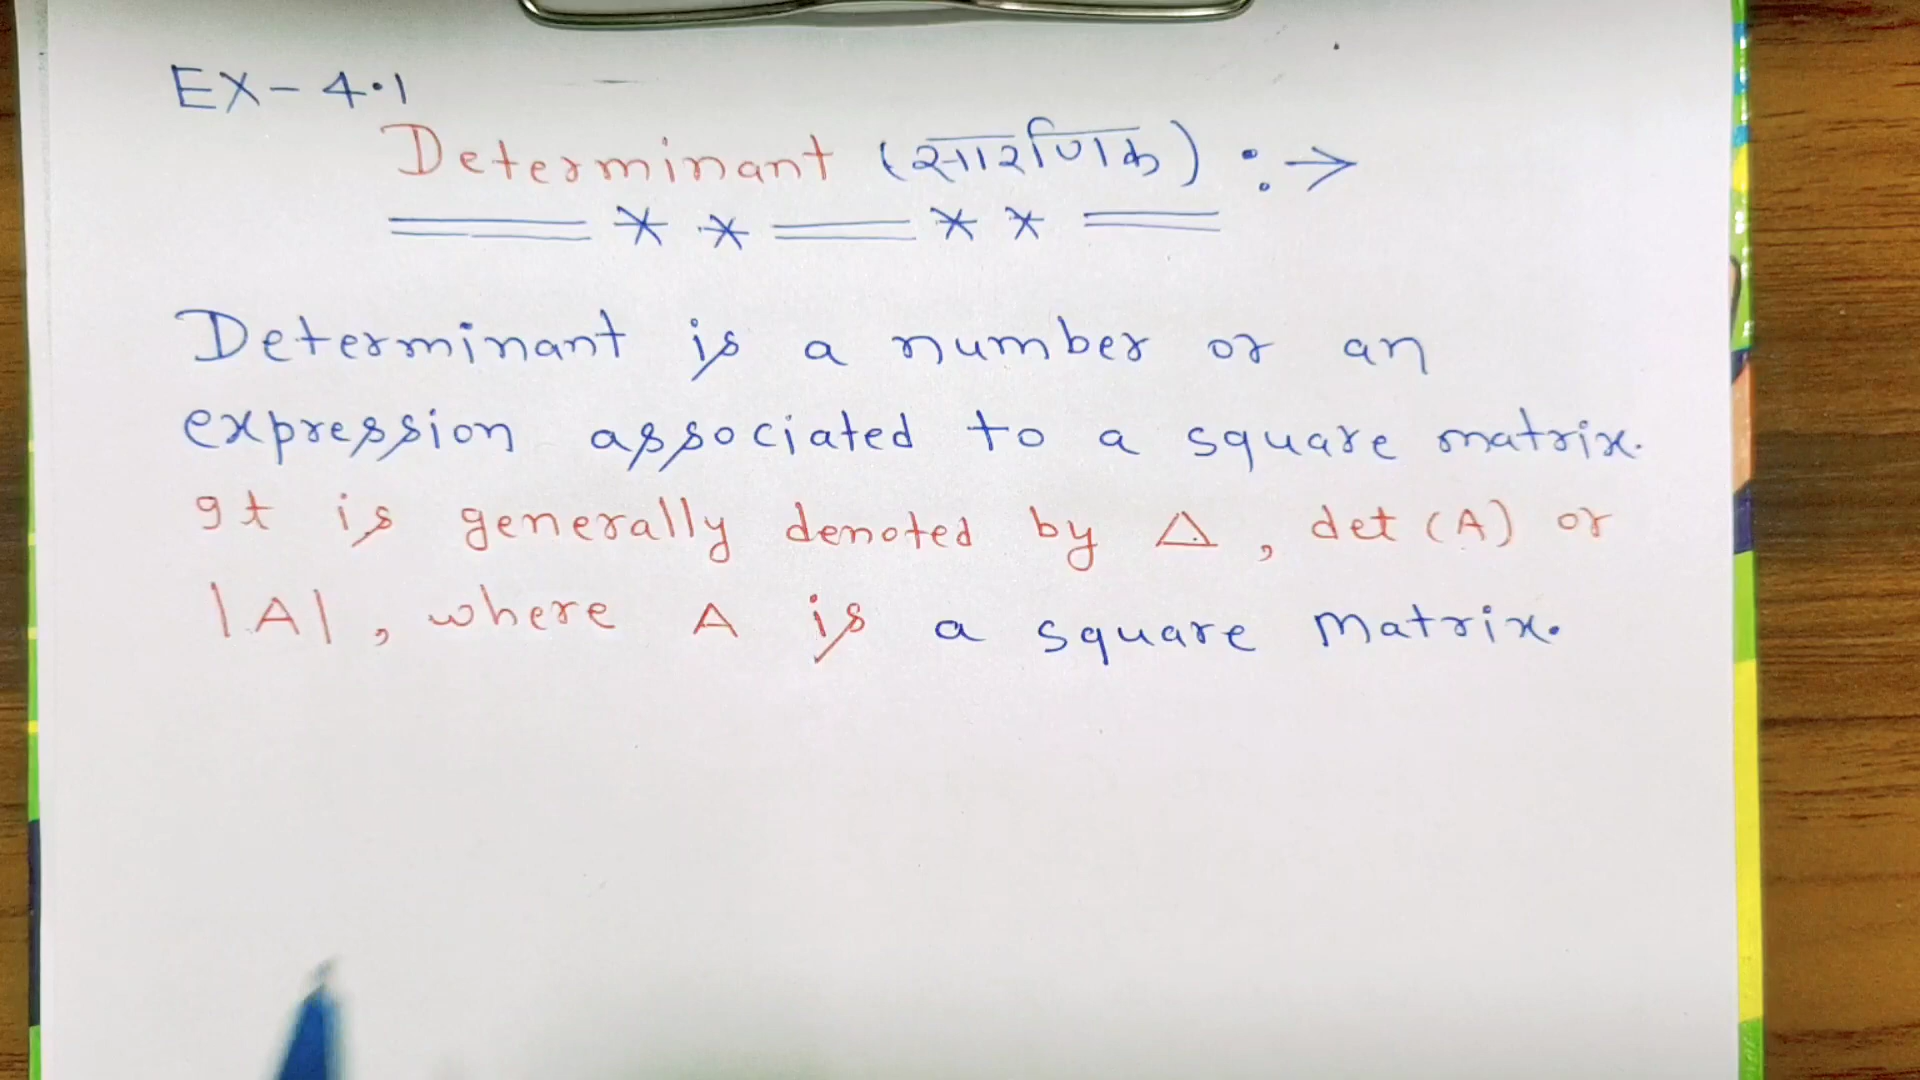 EX-4.1
Determinant (सारणिक) :→
Determinant is a number or an
expression associated to a square matrix.
It is generally denoted by Δ, det (A) or
|A|, where A is a square matrix.